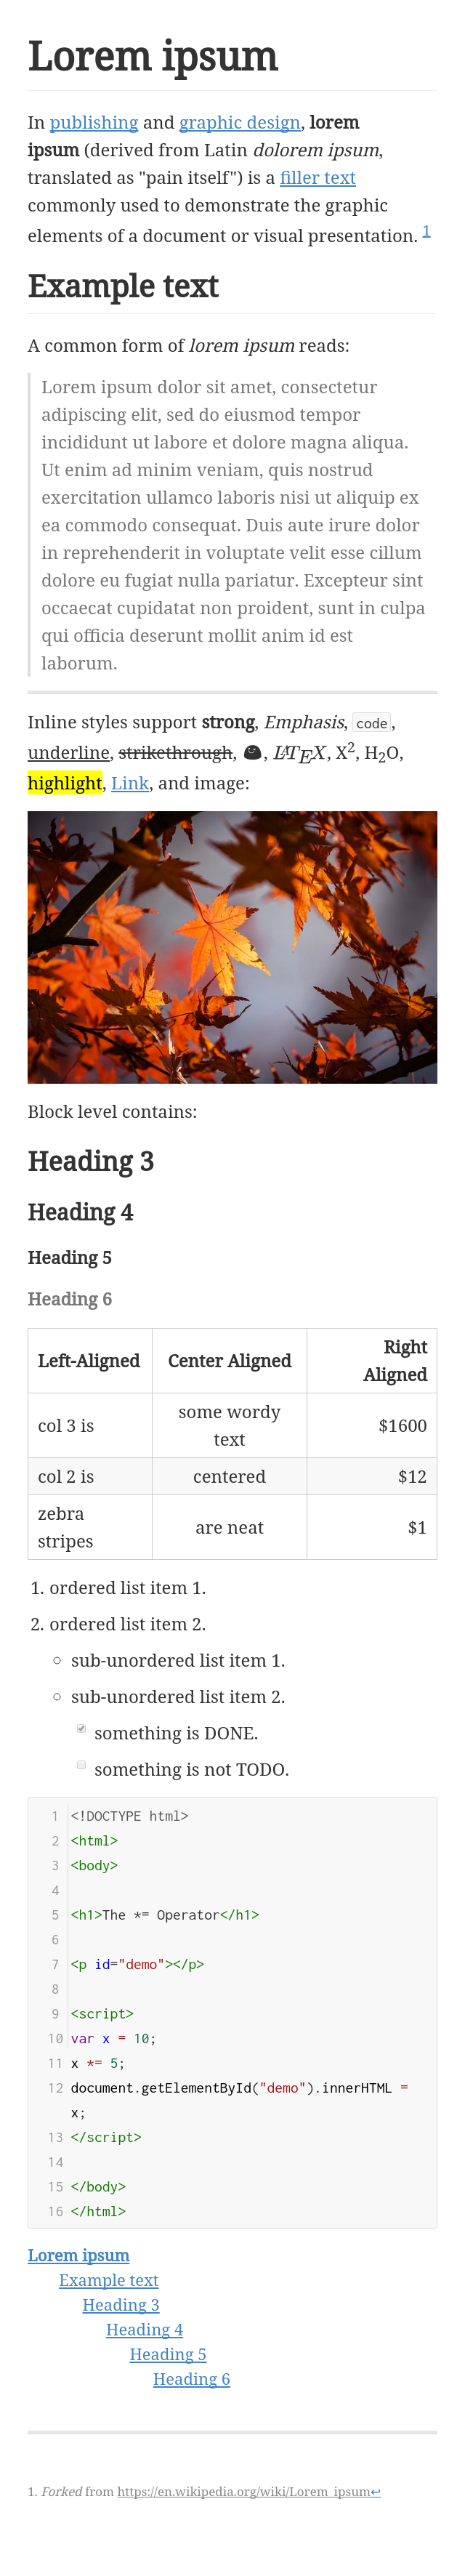 Lorem ipsum
In publishing and graphic design, lorem
ipsum (derived from Latin dolorem ipsum,
translated as "pain itself") is a filler text
commonly used to demonstrate the graphic
elements of a document or visual presentation. 1
Example text
A common form of lorem ipsum reads:
Lorem ipsum dolor sit amet, consectetur
adipiscing elit, sed do eiusmod tempor
incididunt ut labore et dolore magna aliqua.
Ut enim ad minim veniam, quis nostrud
exercitation ullamco laboris nisi ut aliquip ex
ea commodo consequat. Duis aute irure dolor
in reprehenderit in voluptate velit esse cillum
dolore eu fugiat nulla pariatur. Excepteur sint
occaecat cupidatat non proident, sunt in culpa
qui officia deserunt mollit anim id est
laborum.
Inline styles support strong, Emphasis, code,
underline, strikethrough, , LATEX, X2, H2O,
highlight, Link, and image:
Block level contains:
Heading 3
Heading 4
Heading 5
Heading 6
Left-Aligned Center Aligned Right
Aligned
col 3 is some wordy
text $1600
col 2 is centered $12
zebra
stripes are neat $1
1. ordered list item 1.
2. ordered list item 2.
sub-unordered list item 1.
sub-unordered list item 2.
something is DONE.
something is not TODO.
1 <!DOCTYPE html>
2 <html>
3 <body>
4
5 <h1>The *= Operator</h1>
6
7 <p id="demo"></p>
8
9 <script>
10 var x = 10;
11 x *= 5;
12 document.getElementById("demo").innerHTML =
x;
13 </script>
14
15 </body>
16 </html>
Lorem ipsum
Example text
Heading 3
Heading 4
Heading 5
Heading 6
1. Forked from https://en.wikipedia.org/wiki/Lorem_ipsum↩